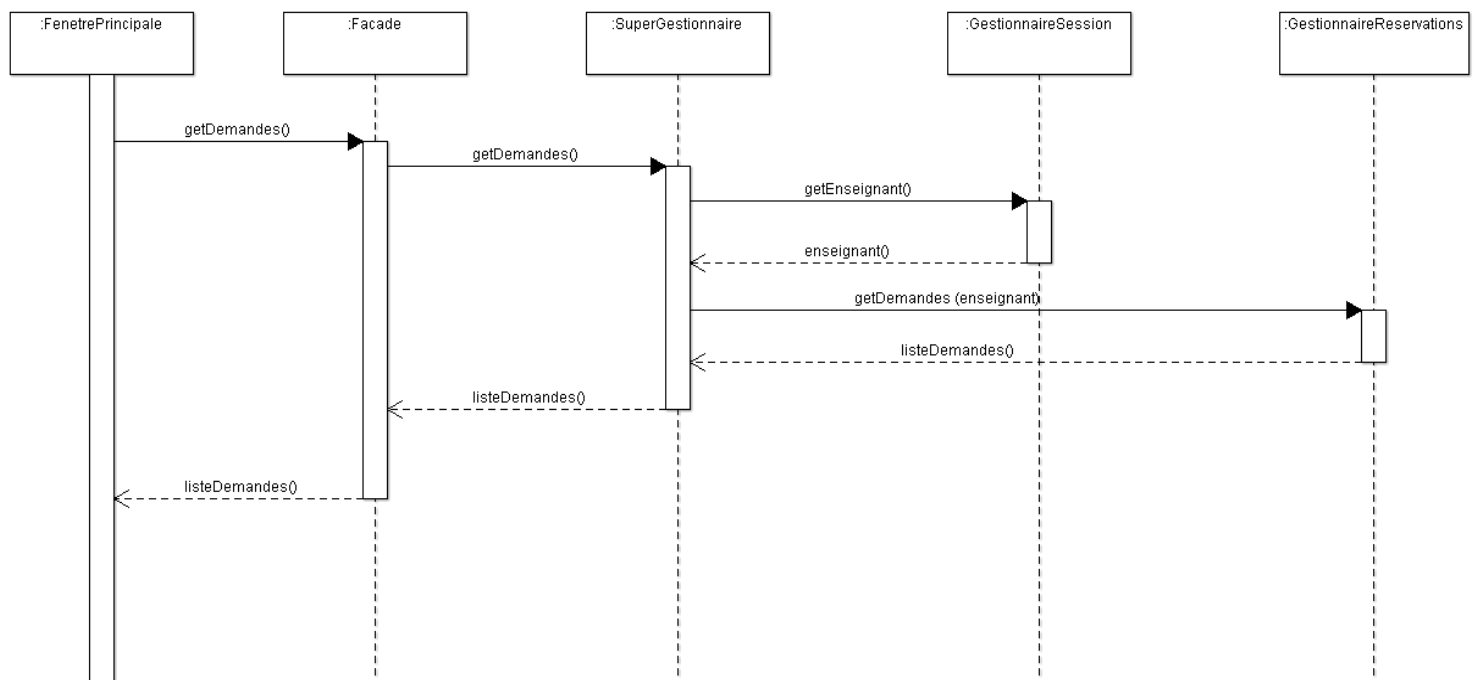 :FenetrePrincipale
:Facade
:SuperGestionnaire
:GestionnaireSession
:GestionnaireReservations
getDemandes()
getDemandes()
getEnseignant()
enseignant()
getDemandes (enseignant)
listeDemandes()
listeDemandes()
listeDemandes()